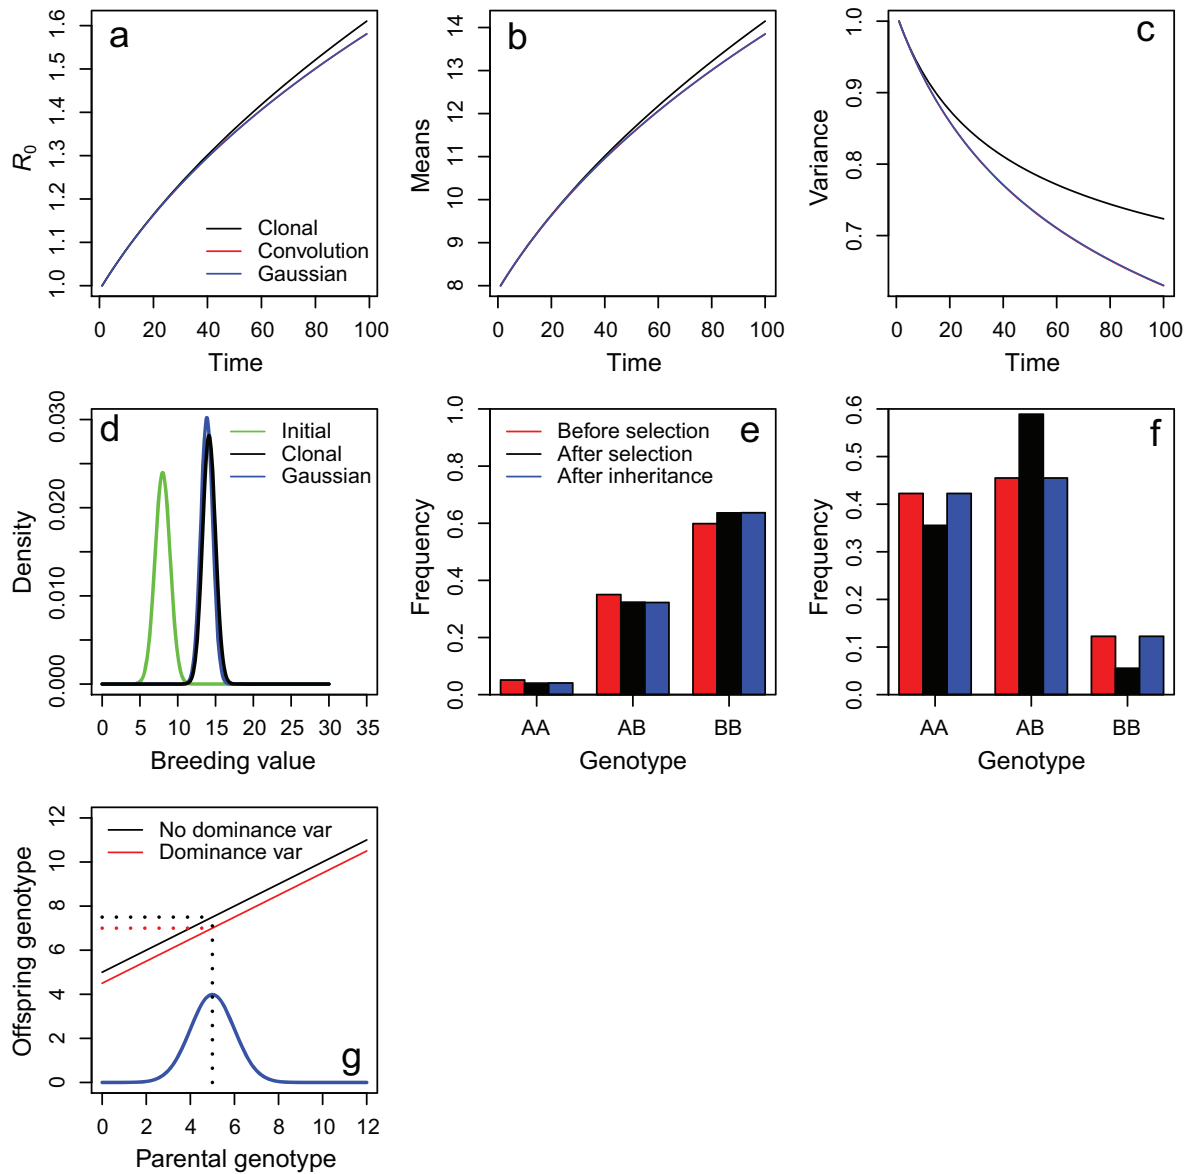 a
R0
1.0
1.1
1.2
1.3
1.4
1.5
1.6
Clonal
Convolution
Gaussian
0 20 40 60 80 100
Time
b
Means
8
9
10
11
12
13
14
0 20 40 60 80 100
Time
c
Variance
0.7
0.8
0.9
1.0
0 20 40 60 80 100
Time
d
Density
0.000
0.010
0.020
0.030
Initial
Clonal
Gaussian
0 5 10 15 20 25 30 35
Breeding value
e
Frequency
0.0
0.2
0.4
0.6
0.8
1.0
Before selection
After selection
After inheritance
AA AB BB
Genotype
f
Frequency
0.0
0.1
0.2
0.3
0.4
0.5
0.6
AA AB BB
Genotype
g
Offspring genotype
0
2
4
6
8
10
12
No dominance var
Dominance var
0 2 4 6 8 10 12
Parental genotype